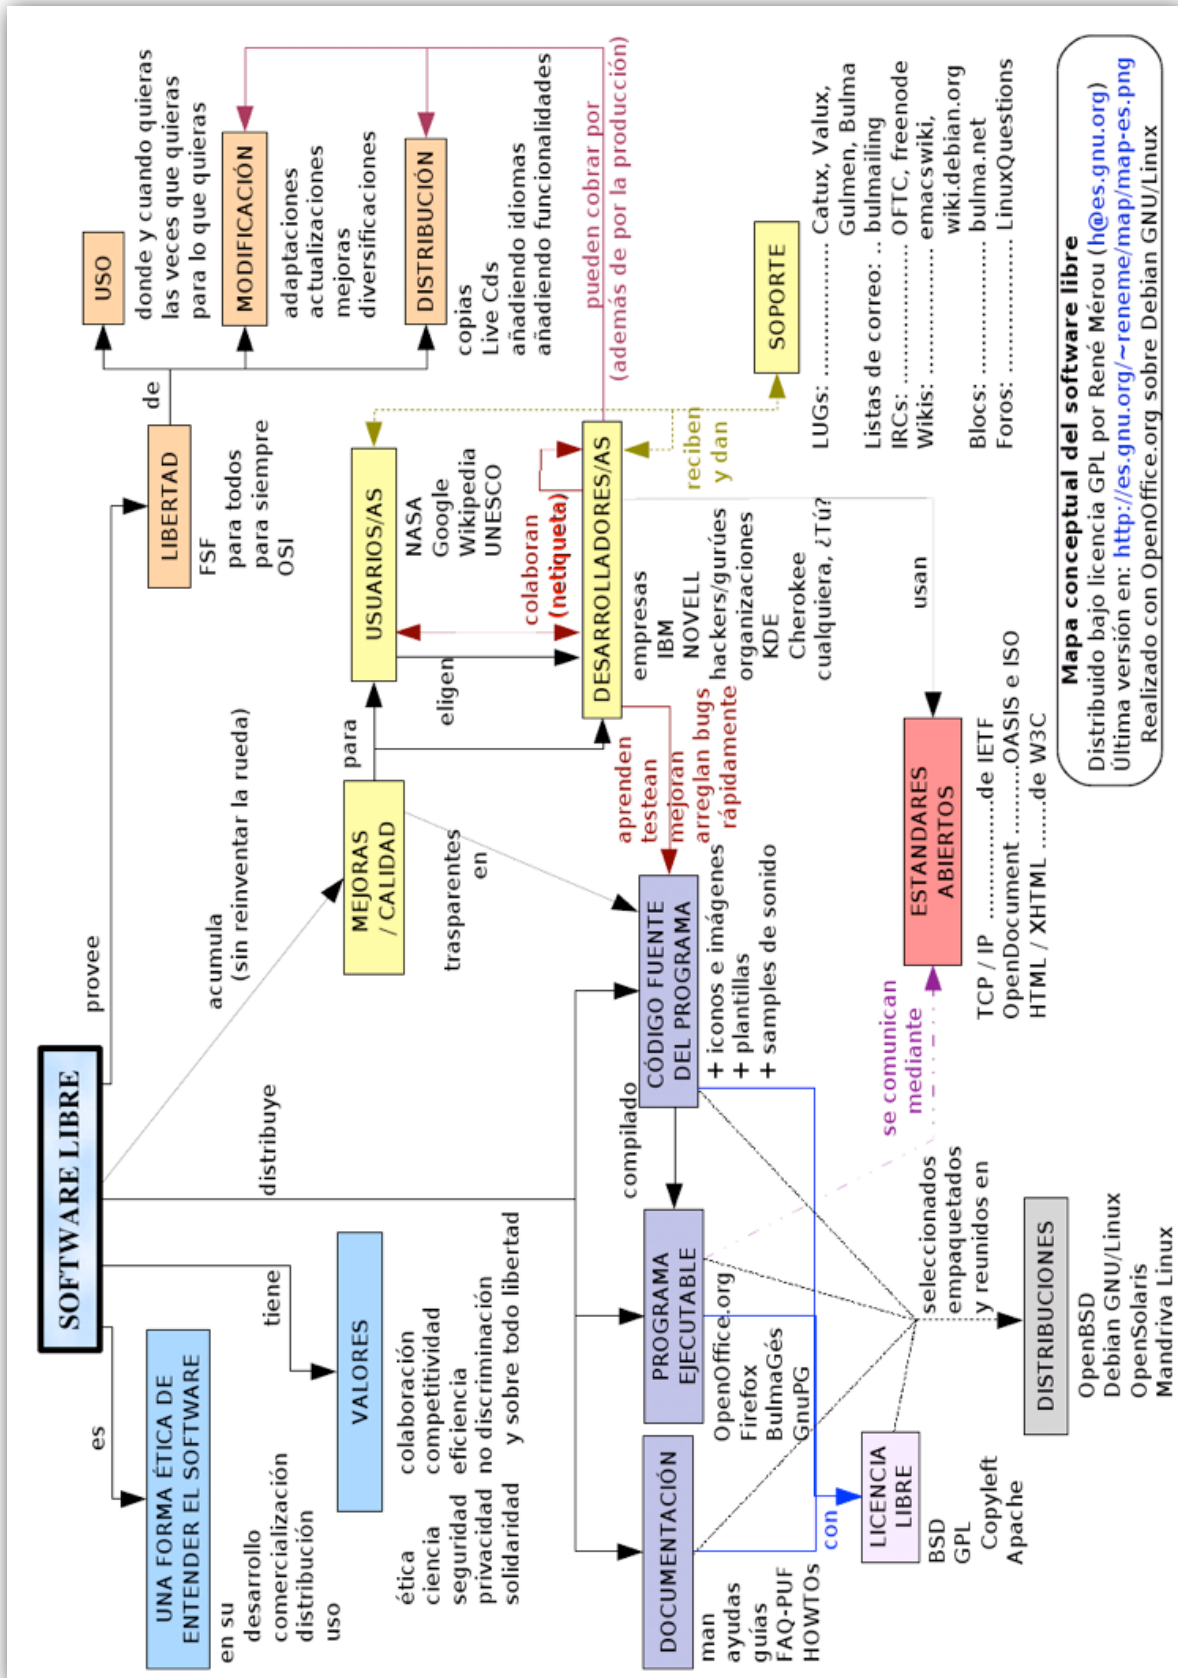 SOFTWARE LIBRE
es
tiene
distribuye
acumula
(sin reinventar la rueda)
provee
UNA FORMA ÉTICA DE
ENTENDER EL SOFTWARE
en su
desarrollo
comercialización
distribución
uso
VALORES
ética colaboración
ciencia competitividad
seguridad eficiencia
privacidad no discriminación
solidaridad y sobre todo libertad
LIBERTAD
FSF
para todos
para siempre
OSI
de
USO
donde y cuando quieras
las veces que quieras
para lo que quieras
MODIFICACIÓN
adaptaciones
actualizaciones
mejoras
diversificaciones
DISTRIBUCIÓN
copias
Live Cds
añadiendo idiomas
añadiendo funcionalidades
pueden cobrar por
(además de por la producción)
MEJORAS
/ CALIDAD
para
trasparentes
en
USUARIOS/AS
NASA
Google
Wikipedia
UNESCO
eligen
colaboran
(netiqueta)
DESARROLLADORES/AS
empresas
IBM
NOVELL
hackers/gurúes
organizaciones
KDE
Cherokee
cualquiera, ¿Tú?
reciben
y dan
SOPORTE
LUGs: .................... Catux, Valux,
Gulmen, Bulma
Listas de correo: .. bulmailing
IRCs: .................... OFTC, freenode
Wikis: ................... emacswiki,
wiki.debian.org
Blocs: ................... bulma.net
Foros: ................... LinuxQuestions
aprenden
testean
mejoran
arreglan bugs
rápidamente
usan
DOCUMENTACIÓN
man
ayudas
guías
FAQ-PUF
HOWTOs
PROGRAMA
EJECUTABLE
OpenOffice.org
Firefox
BulmaGés
GnuPG
compilado
CÓDIGO FUENTE
DEL PROGRAMA
+ iconos e imágenes
+ plantillas
+ samples de sonido
con
LICENCIA
LIBRE
BSD
GPL
Copyleft
Apache
seleccionados
empaquetados
y reunidos en
DISTRIBUCIONES
OpenBSD
Debian GNU/Linux
OpenSolaris
Mandriva Linux
se comunican
mediante
ESTANDARES
ABIERTOS
TCP / IP .................de IETF
OpenDocument ..........OASIS e ISO
HTML / XHTML ........de W3C
Mapa conceptual del software libre
Distribuido bajo licencia GPL por René Mérou (h@es.gnu.org)
Última versión en: http://es.gnu.org/~reneme/map/map-es.png
Realizado con OpenOffice.org sobre Debian GNU/Linux